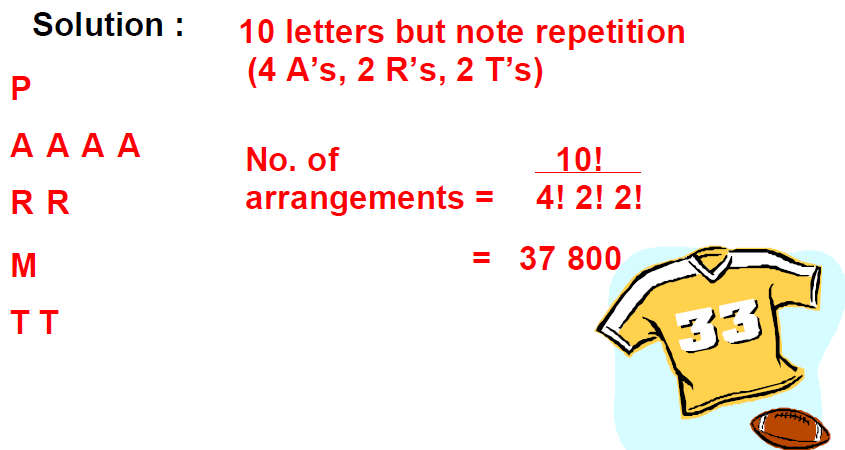 Solution :
10 letters but note repetition
(4 A’s, 2 R’s, 2 T’s)
P
A A A A
R R
M
T T
No. of
arrangements =
10!
4! 2! 2!
= 37 800
33